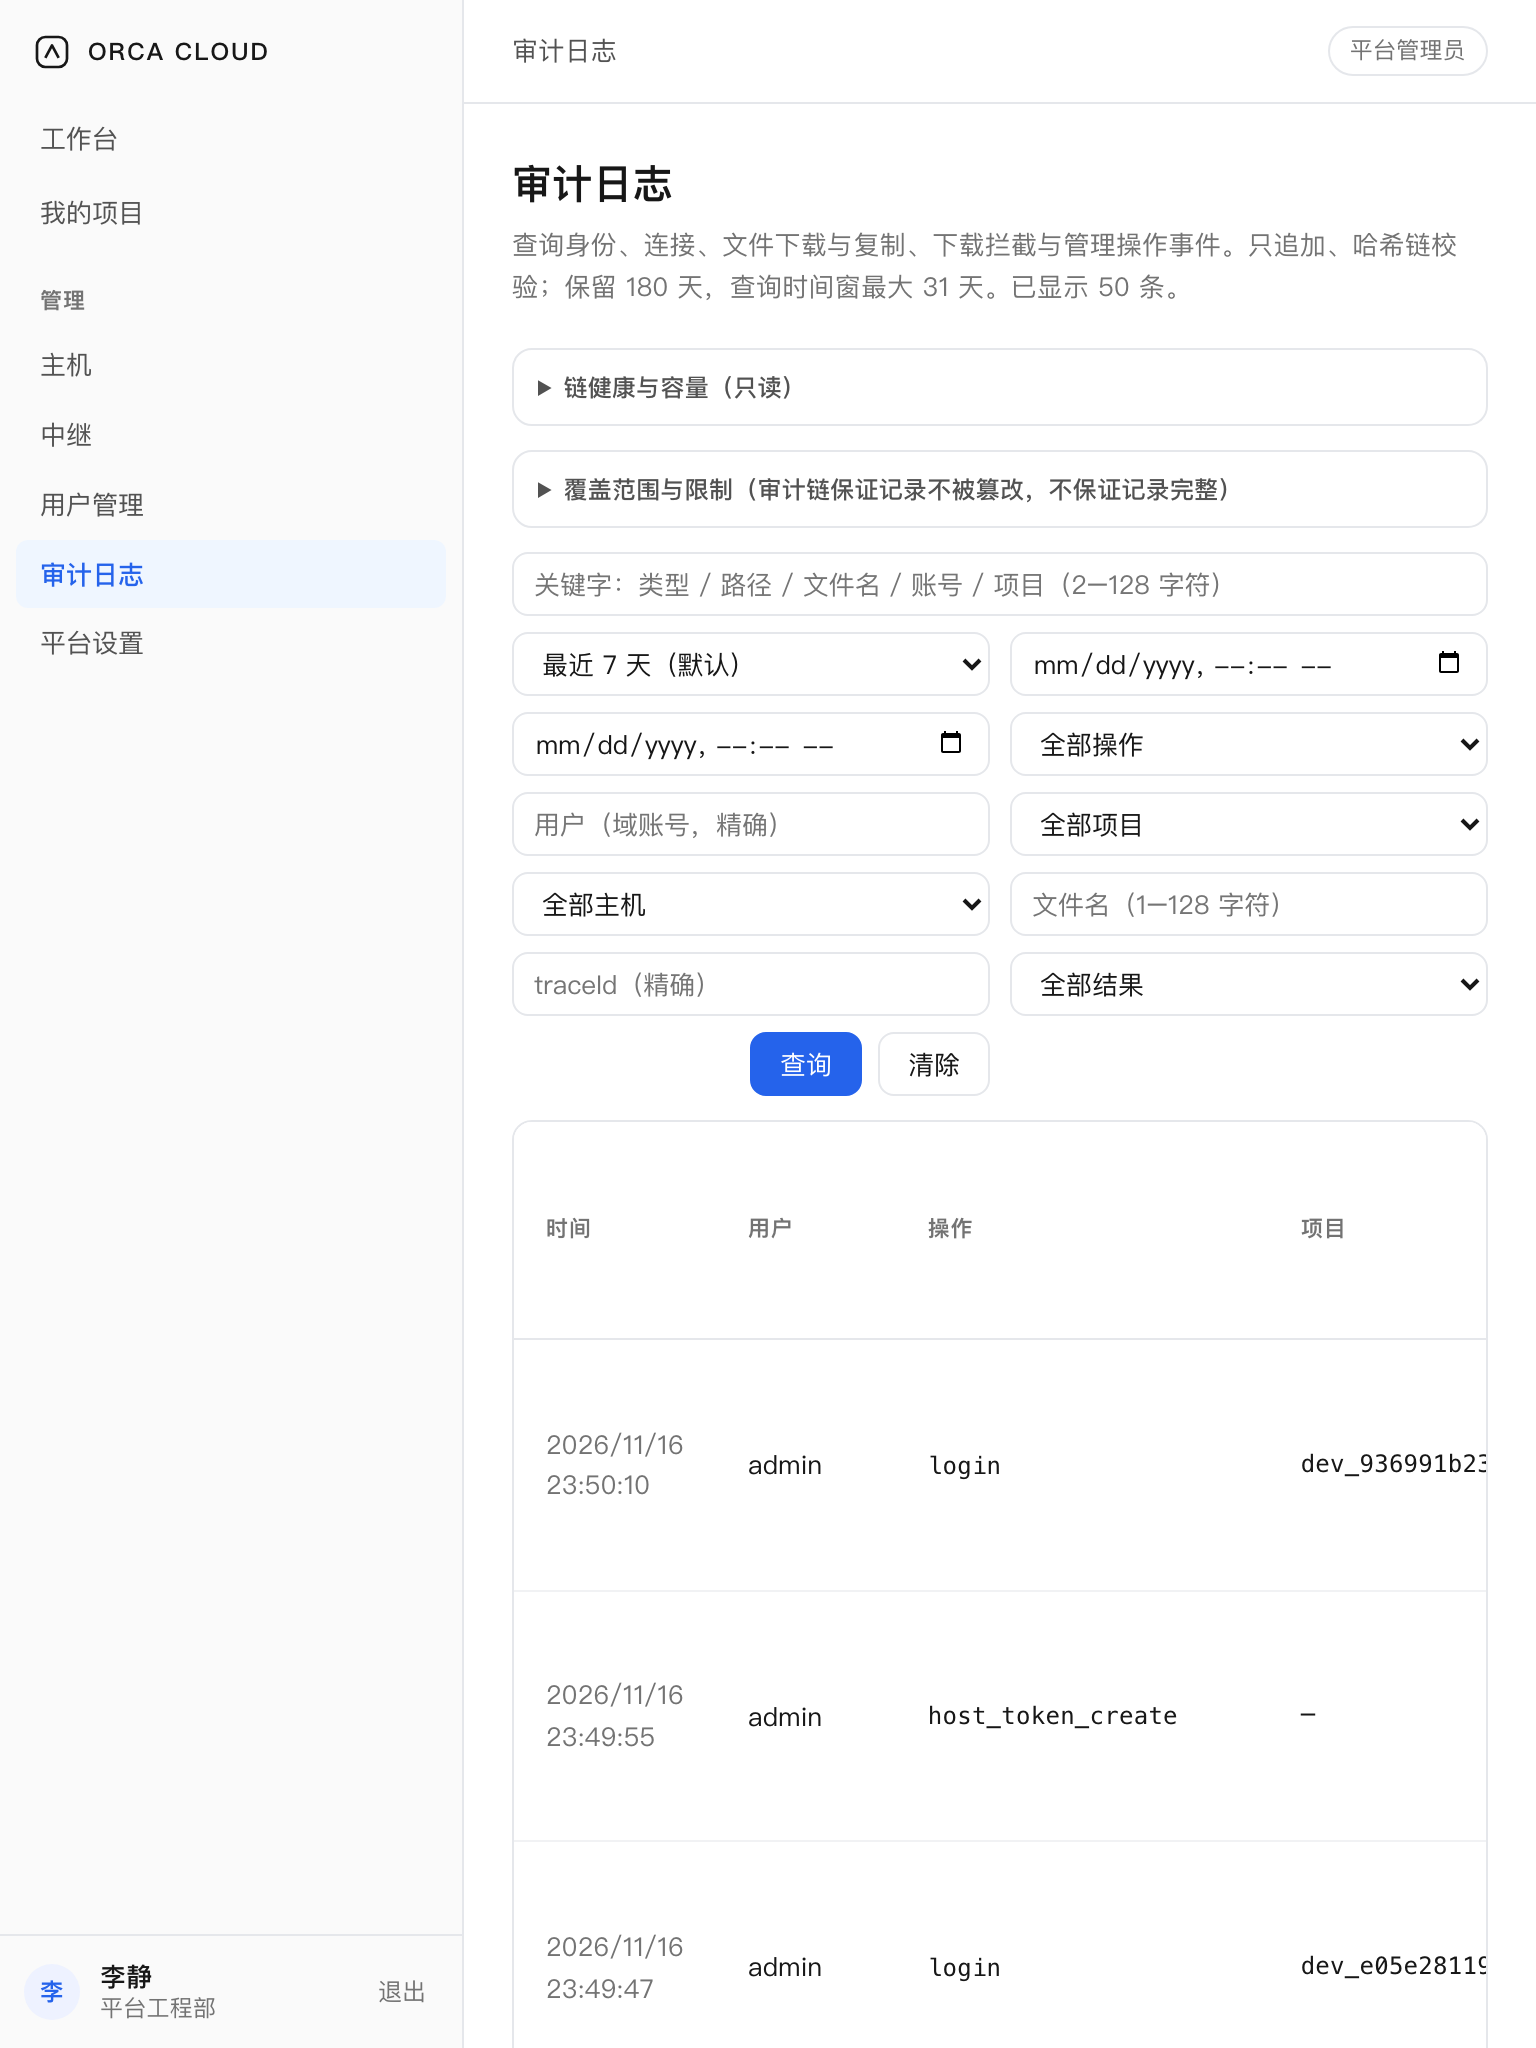 ORCA CLOUD
工作台
我的项目
管理
主机
中继
用户管理
审计日志
平台设置
李
李静
平台工程部
退出
审计日志
平台管理员
审计日志
查询身份、连接、文件下载与复制、下载拦截与管理操作事件。只追加、哈希链校
验；保留 180 天，查询时间窗最大 31 天。已显示 50 条。
▶ 链健康与容量（只读）
▶ 覆盖范围与限制（审计链保证记录不被篡改，不保证记录完整）
关键字：类型 / 路径 / 文件名 / 账号 / 项目（2–128 字符）
最近 7 天（默认）
mm/dd/yyyy, --:-- --
mm/dd/yyyy, --:-- --
全部操作
用户（域账号，精确）
全部项目
全部主机
文件名（1–128 字符）
traceId（精确）
全部结果
查询
清除
时间 用户 操作 项目
2026/11/16
23:50:10
admin login dev_936991b23
2026/11/16
23:49:55
admin host_token_create —
2026/11/16
23:49:47
admin login dev_e05e28119